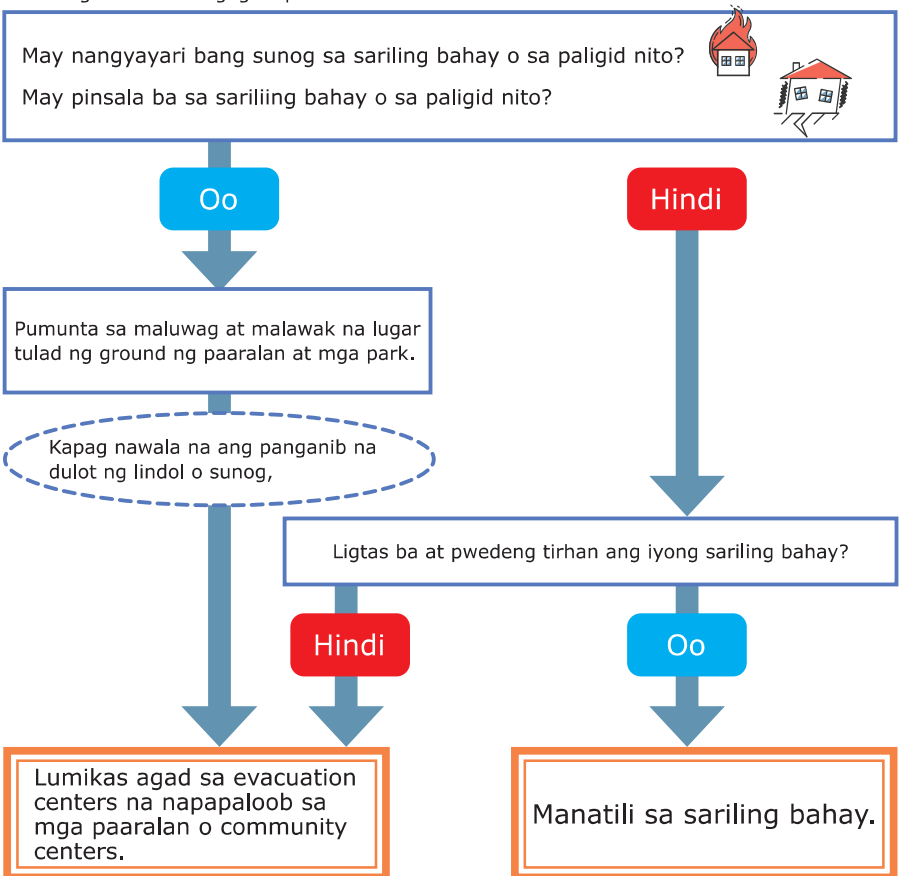 May nangyayari bang sunog sa sariling bahay o sa paligid nito?
May pinsala ba sa sariliing bahay o sa paligid nito?
Oo
Hindi
Pumunta sa maluwag at malawak na lugar
tulad ng ground ng paaralan at mga park.
Kapag nawala na ang panganib na
dulot ng lindol o sunog,
Ligtas ba at pwedeng tirhan ang iyong sariling bahay?
Hindi
Oo
Lumikas agad sa evacuation
centers na napapaloob sa
mga paaralan o community
centers.
Manatili sa sariling bahay.